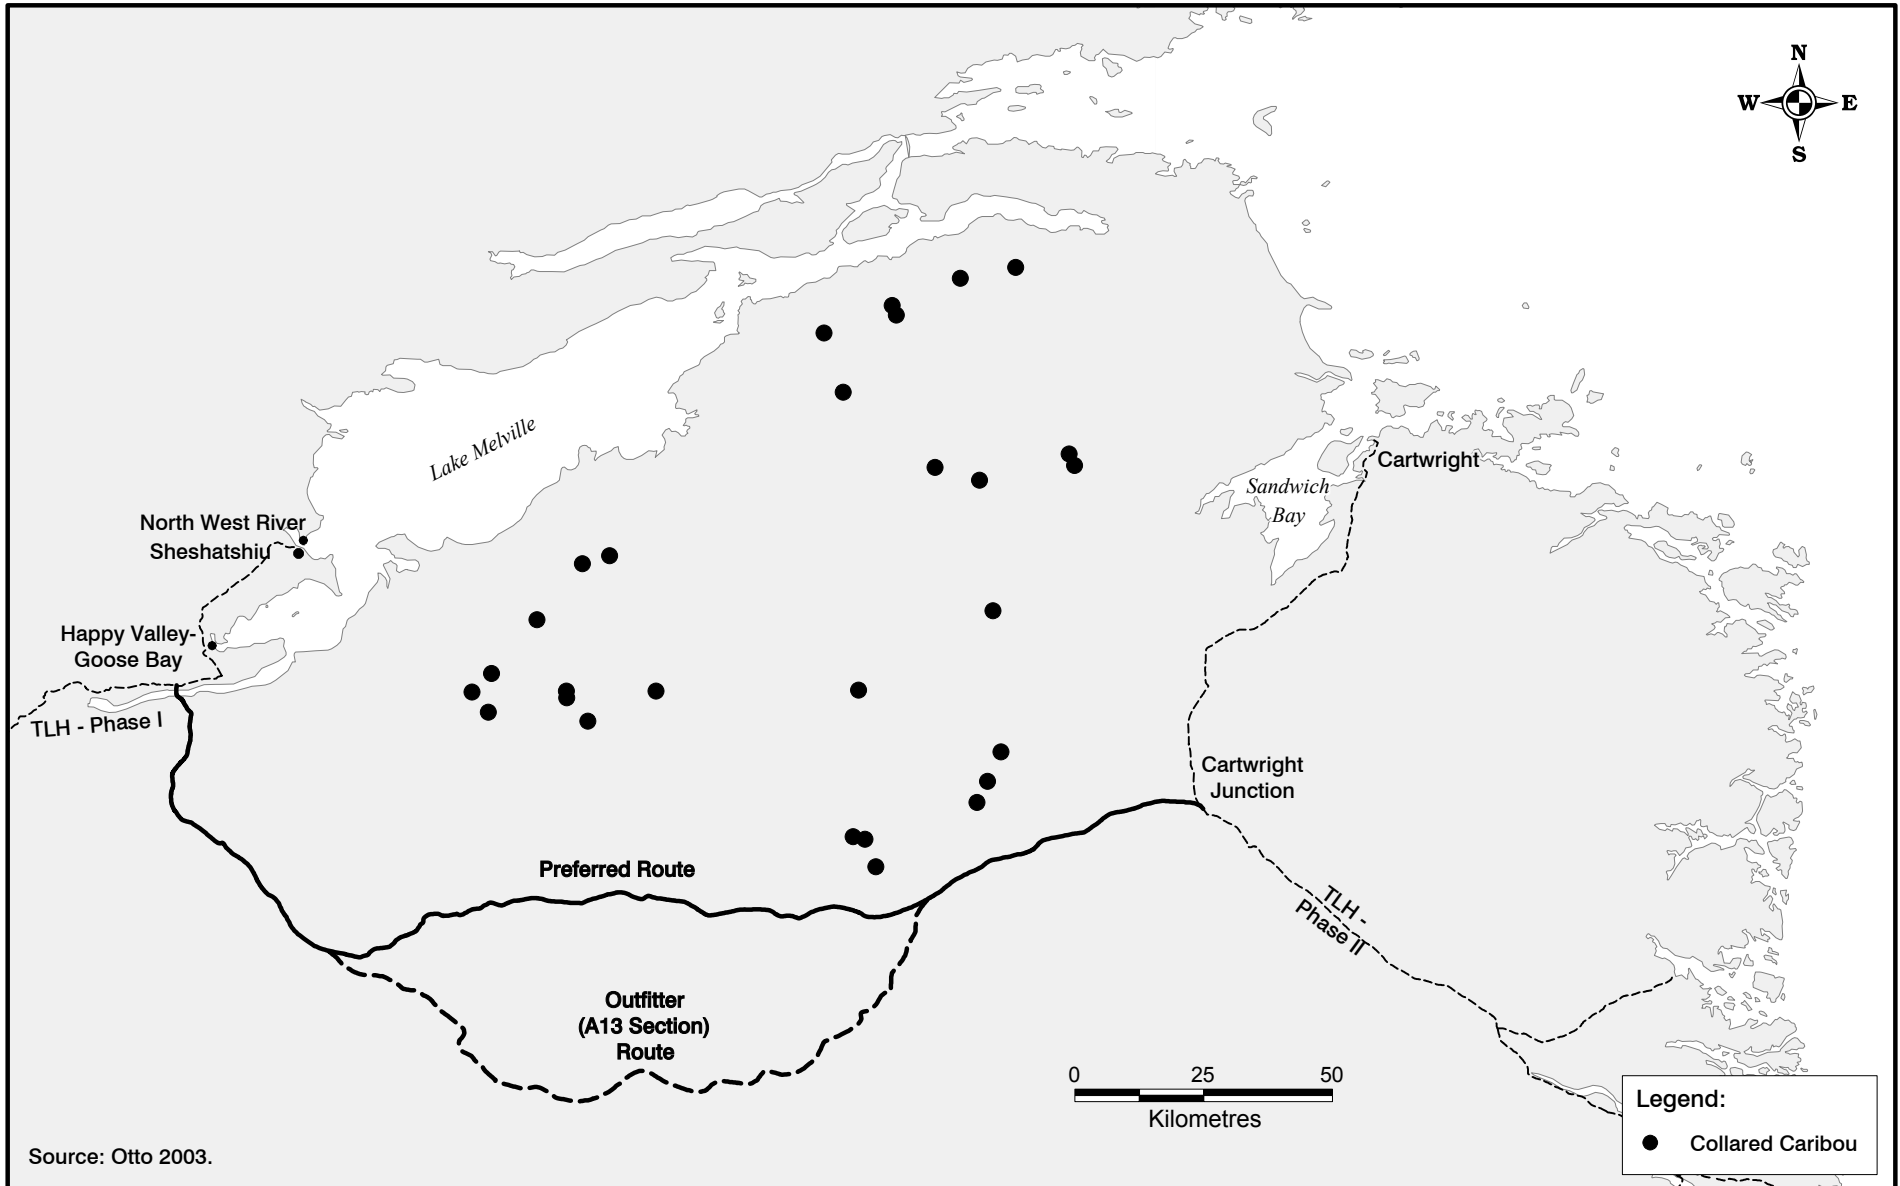 N
W E
S
Lake Melville
Cartwright
Sandwich
Bay
North West River
Sheshatshiu
Happy Valley-
Goose Bay
TLH - Phase I
Cartwright
Junction
Preferred Route
TLH -
Phase II
Outfitter
(A13 Section)
Route
0 25 50
Kilometres
Legend:
Collared Caribou
Source: Otto 2003.